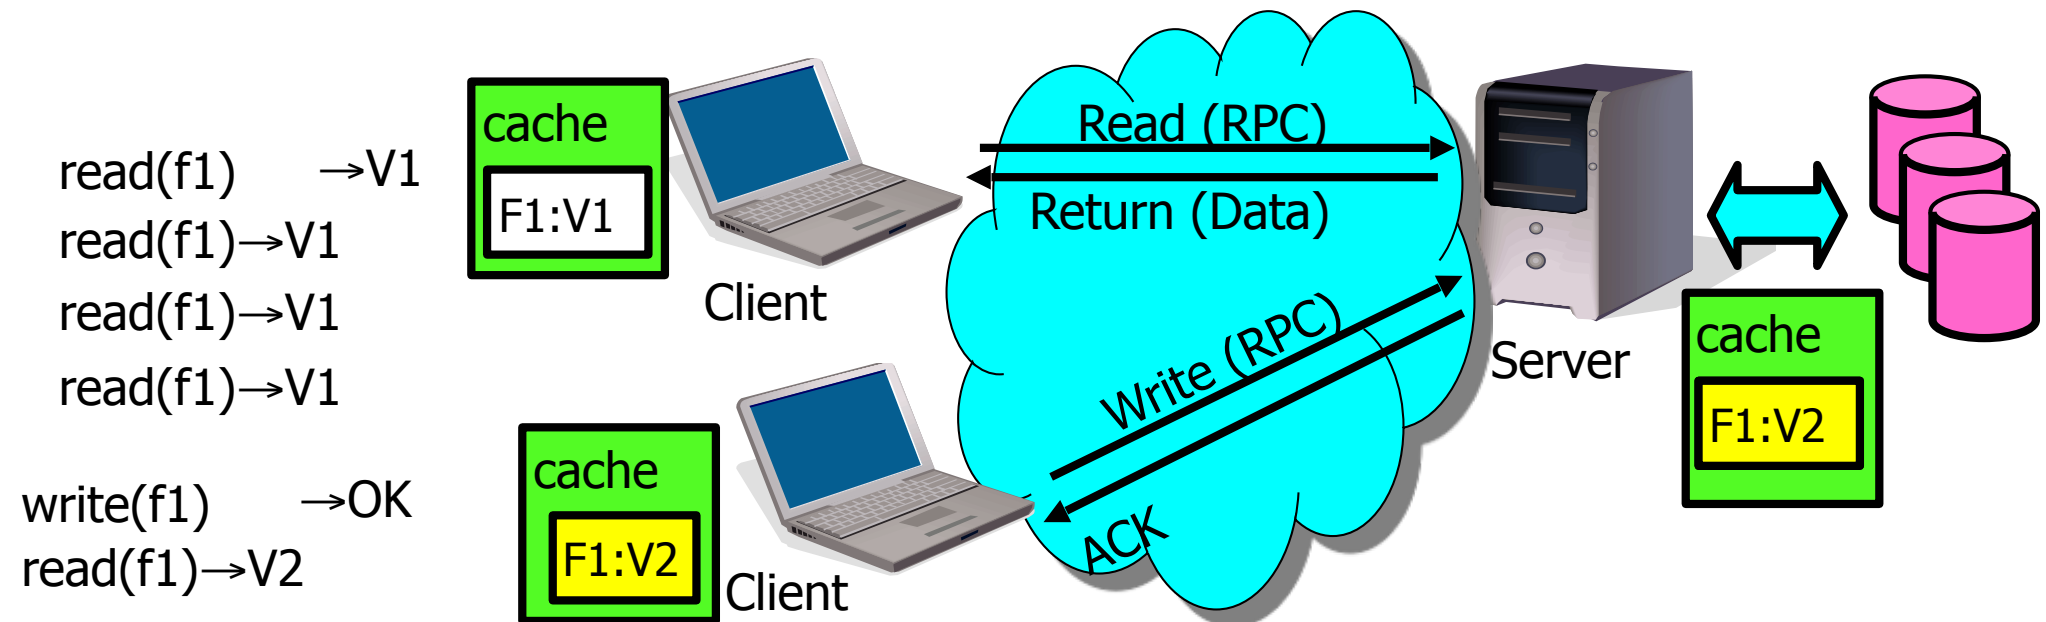 read(f1) →V1
read(f1)→V1
read(f1)→V1
read(f1)→V1
write(f1) →OK
read(f1)→V2
cache
F1:V1
Client
cache
F1:V2
Client
Read (RPC)
Return (Data)
Write (RPC)
ACK
Server
cache
F1:V2